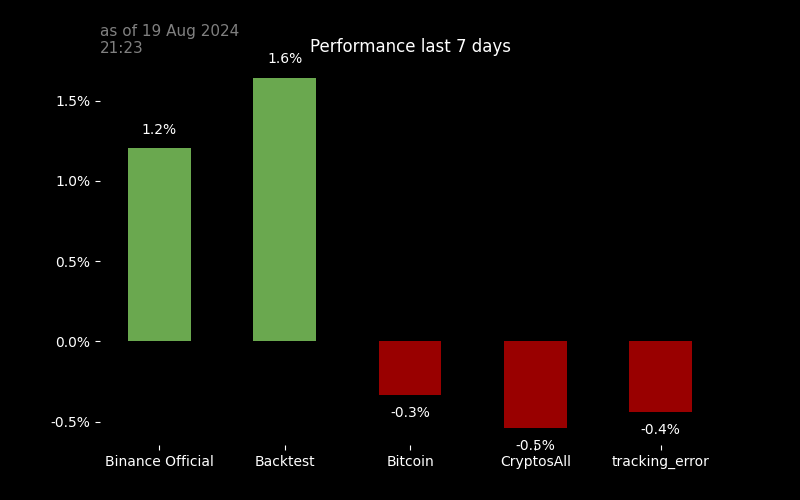 as of 19 Aug 2024
21:23
Performance last 7 days
1.6%
1.5%
1.2%
1.0%
0.5%
0.0%
-0.3%
-0.5%
-0.4%
-0.5%
Binance Official
Backtest
Bitcoin
CryptosAll
tracking_error